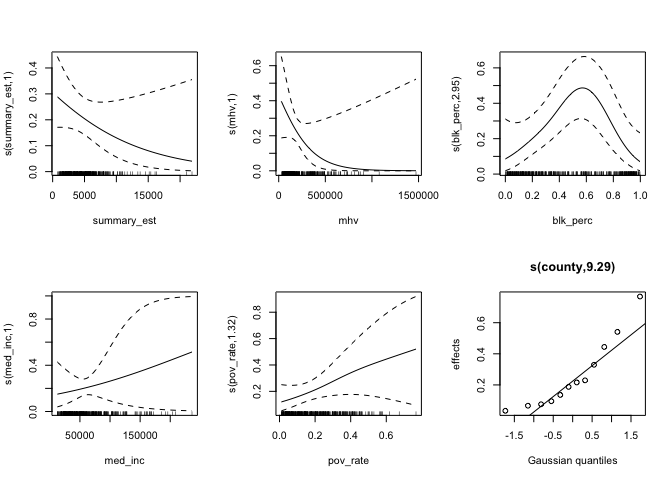 s(summary_est,1)
0.0 0.1 0.2 0.3 0.4
0 5000 15000
summary_est
s(mhv,1)
0.0 0.2 0.4 0.6
0 500000 1500000
mhv
s(blk_perc,2.95)
0.0 0.2 0.4 0.6
0.0 0.2 0.4 0.6 0.8 1.0
blk_perc
s(med_inc,1)
0.0 0.4 0.8
50000 150000
med_inc
s(pov_rate,1.32)
0.2 0.4 0.6 0.8
0.0 0.2 0.4 0.6
pov_rate
s(county,9.29)
effects
0.2 0.4 0.6
-1.5 -0.5 0.5 1.5
Gaussian quantiles